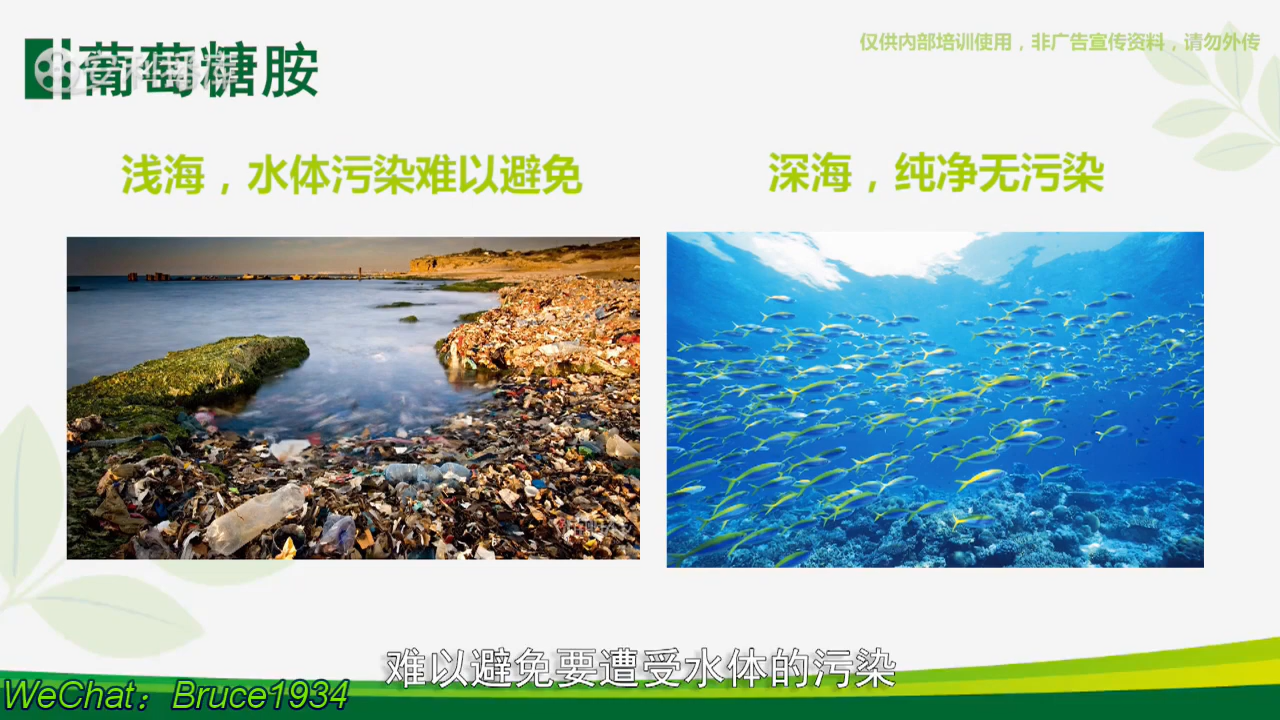 葡萄糖胺
仅供内部培训使用，非广告宣传资料，请勿外传
浅海，水体污染难以避免
深海，纯净无污染
难以避免要遭受水体的污染
WeChat：Bruce1934